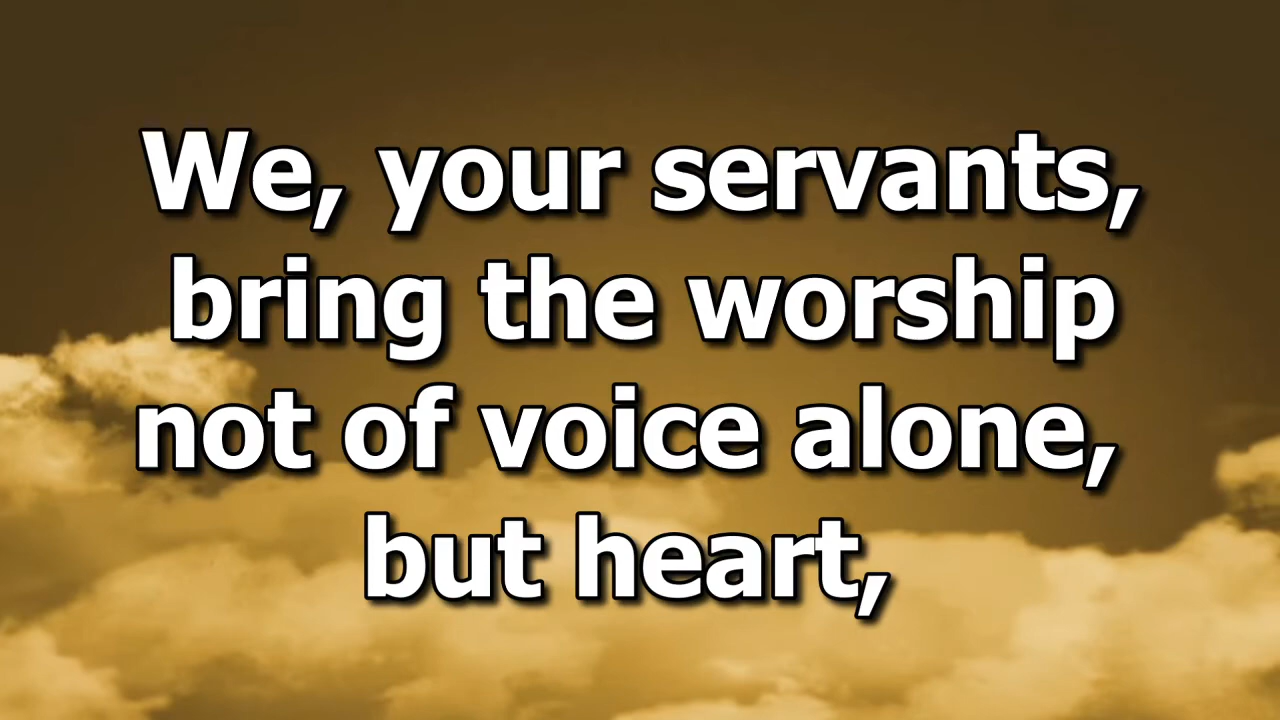 We, your servants,
bring the worship
not of voice alone,
but heart,